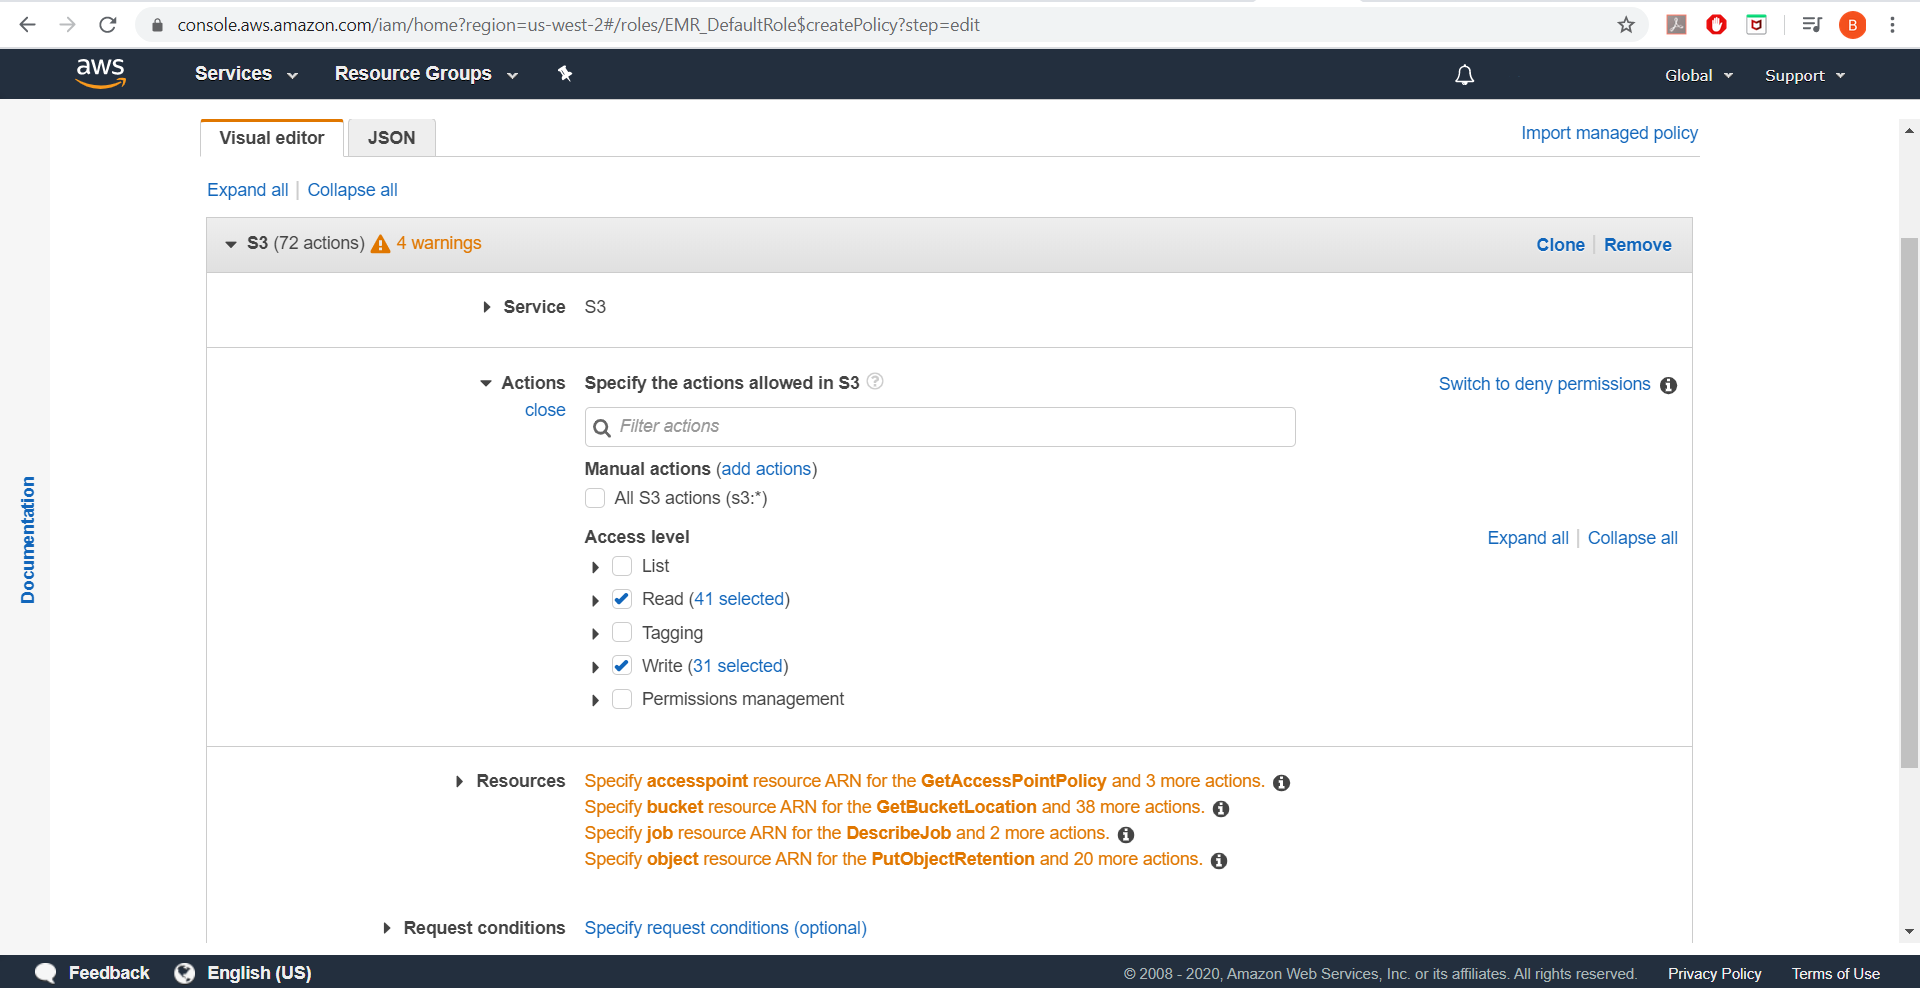 console.aws.amazon.com/iam/home?region=us-west-2#/roles/EMR_DefaultRole$createPolicy?step=edit
B
aws
Services
Resource Groups
Global
Support
Visual editor
JSON
Import managed policy
Expand all | Collapse all
S3 (72 actions) 4 warnings
Clone | Remove
Service S3
Actions Specify the actions allowed in S3 ?
Switch to deny permissions i
close
Filter actions
Manual actions (add actions)
All S3 actions (s3:*)
Access level
Expand all | Collapse all
List
Read (41 selected)
Tagging
Write (31 selected)
Permissions management
Documentation
Resources Specify accesspoint resource ARN for the GetAccessPointPolicy and 3 more actions. i
Specify bucket resource ARN for the GetBucketLocation and 38 more actions. i
Specify job resource ARN for the DescribeJob and 2 more actions. i
Specify object resource ARN for the PutObjectRetention and 20 more actions. i
Request conditions Specify request conditions (optional)
Feedback
English (US)
© 2008 - 2020, Amazon Web Services, Inc. or its affiliates. All rights reserved.
Privacy Policy
Terms of Use